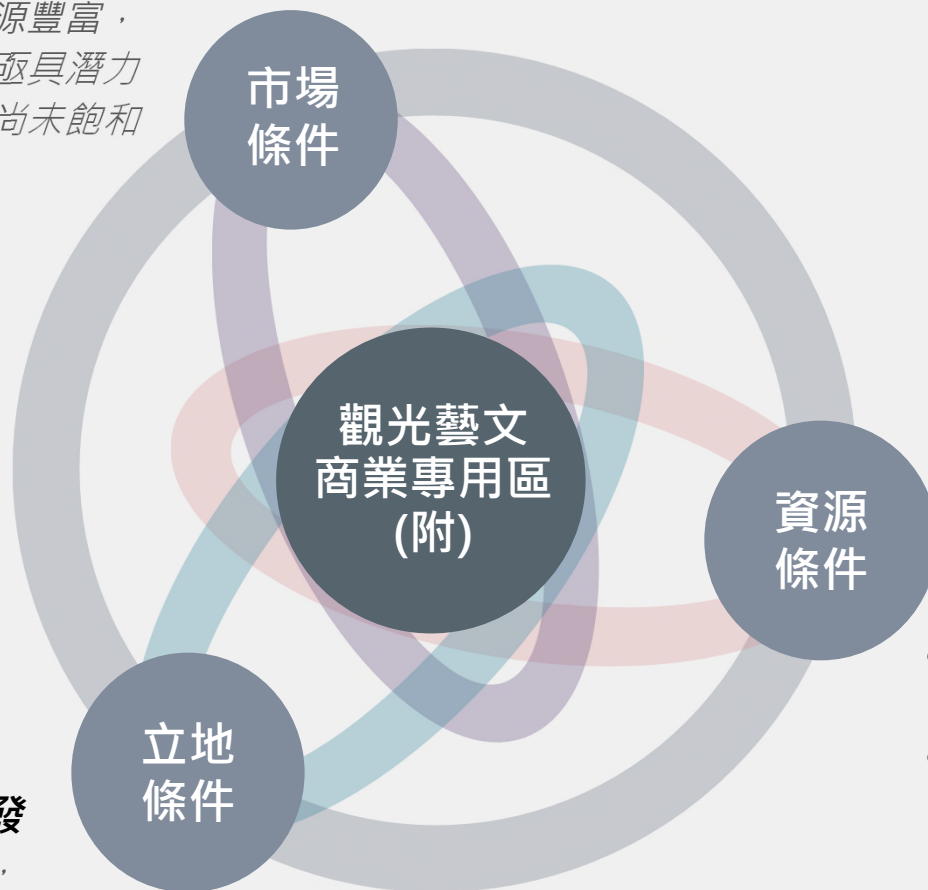 源豐富，
極具潛力
尚未飽和
市場
條件
觀光藝文
商業專用區
(附)
資源
條件
立地
條件
發
，